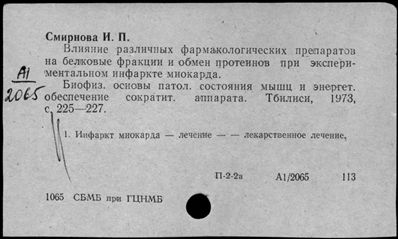 Смирнова И. П.
Влияние различных фармакологических препаратов
на белковые фракции и обмен протеинов при экспери-
ментальном инфаркте миокарда.
А1
2065
Биофиз. основы патол. состояния мышц и энергет.
обеспечение сократит. аппарата. Тбилиси, 1973,
с. 225—227.
1. Инфаркт миокарда — лечение — - — лекарственное лечение,
П-2-2а А1/2065 113
1065 СБМБ при ГЦНМБ